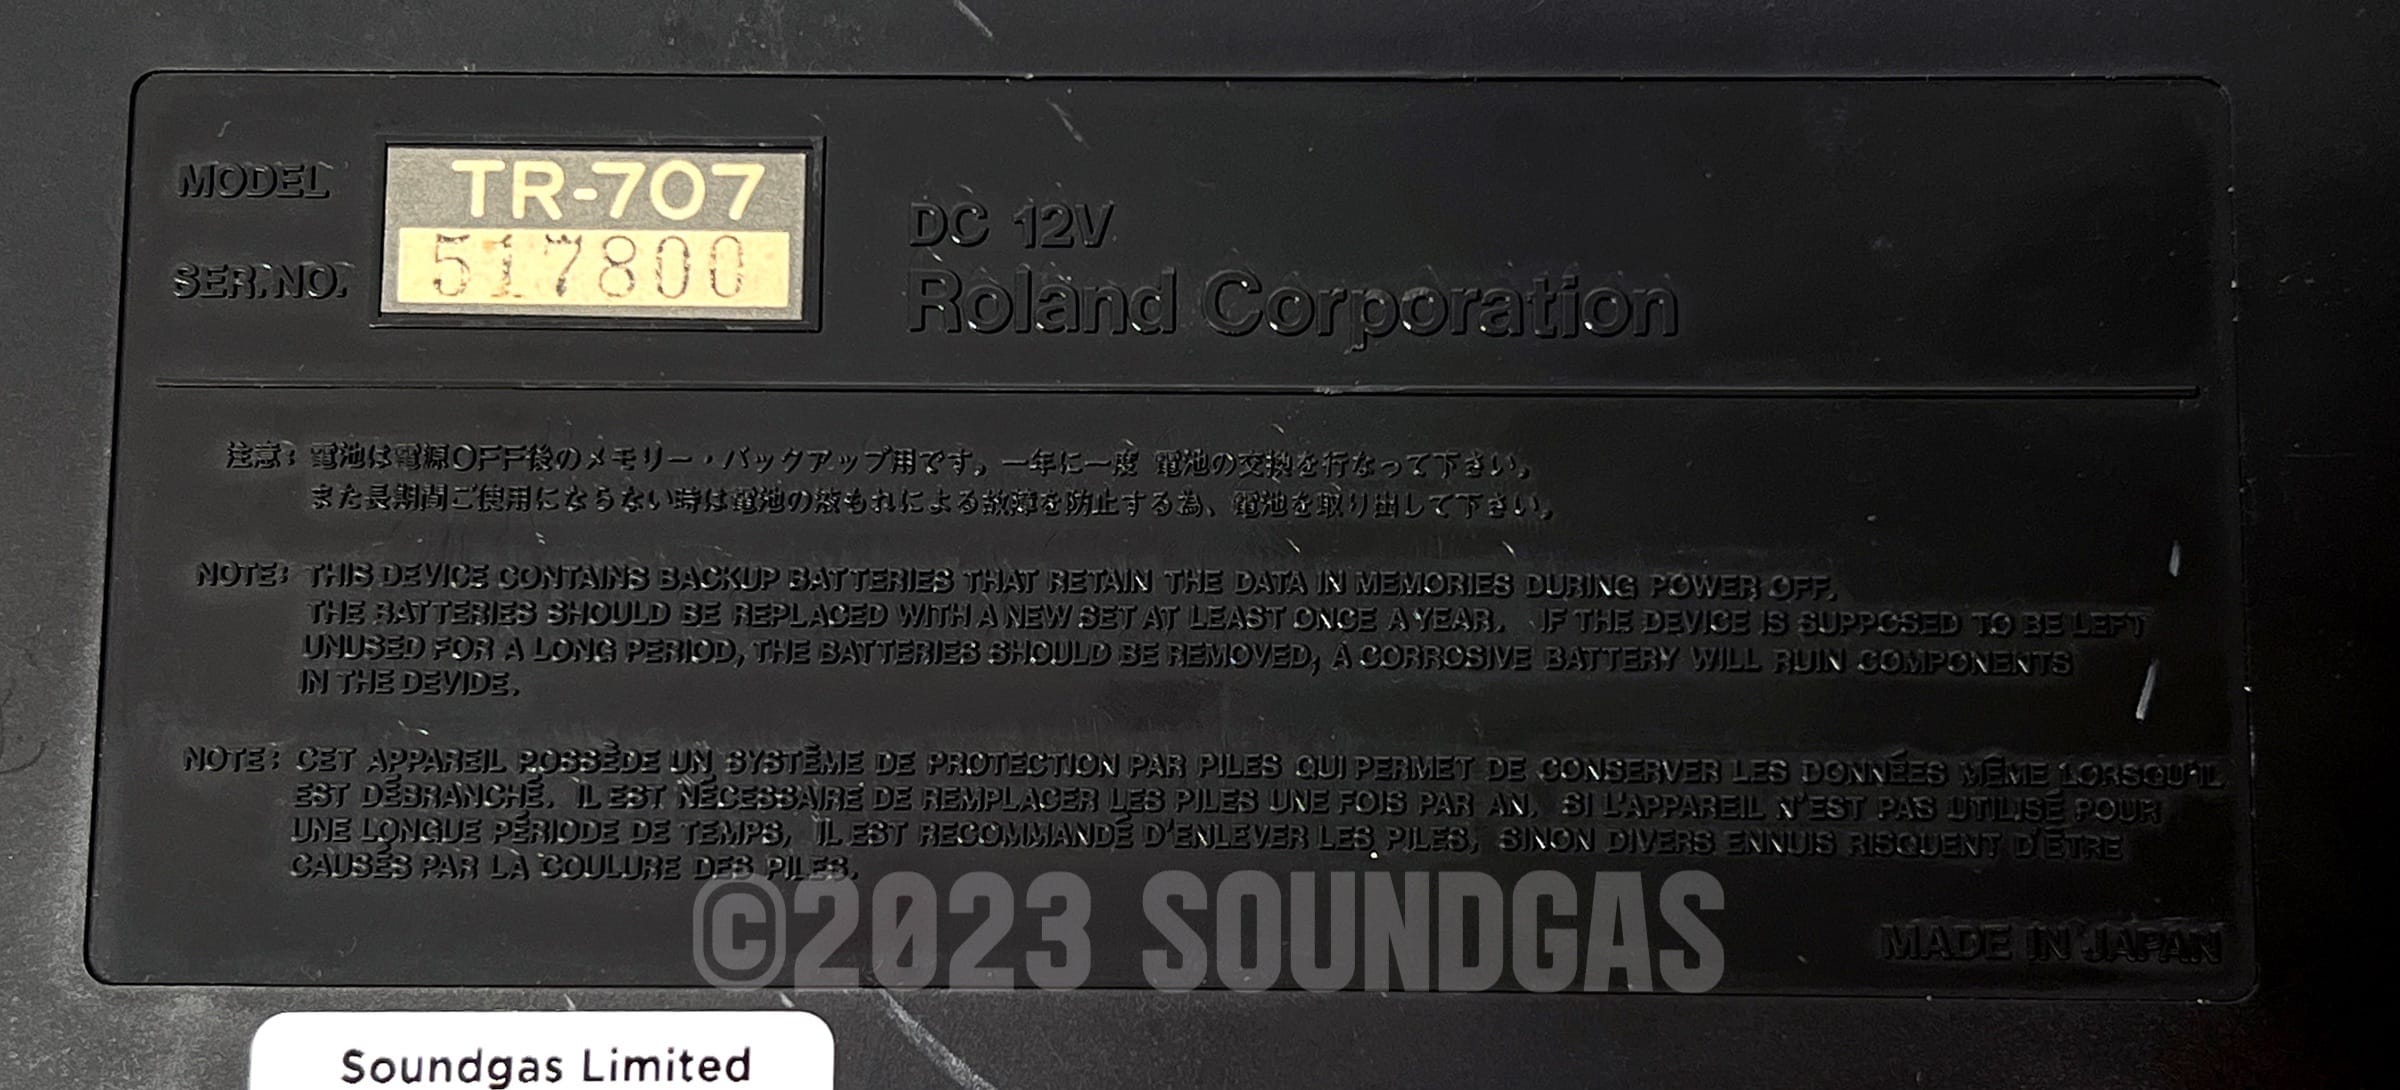 MODEL TR-707
SER.NO. 517800
DC 12V
Roland Corporation
注意：電池は電源OFF後のメモリー・バックアップ用です。一年に一度 電池の交換を行なって下さい。
また長期間ご使用にならない時は電池の液もれによる故障を防止する為、電池を取り出して下さい。
NOTE: THIS DEVICE CONTAINS BACKUP BATTERIES THAT RETAIN THE DATA IN MEMORIES DURING POWER OFF.
THE BATTERIES SHOULD BE REPLACED WITH A NEW SET AT LEAST ONCE A YEAR. IF THE DEVICE IS SUPPOSED TO BE LEFT
UNUSED FOR A LONG PERIOD, THE BATTERIES SHOULD BE REMOVED, A CORROSIVE BATTERY WILL RUIN COMPONENTS
IN THE DEVIDE.
NOTE: CET APPAREIL POSSÈDE UN SYSTÈME DE PROTECTION PAR PILES QUI PERMET DE CONSERVER LES DONNÉES MÊME LORSQU'IL
EST DÉBRANCHÉ. IL EST NÉCESSAIRE DE REMPLACER LES PILES UNE FOIS PAR AN. SI L'APPAREIL N'EST PAS UTILISÉ POUR
UNE LONGUE PÉRIODE DE TEMPS, IL EST RECOMMANDÉ D'ENLEVER LES PILES, SINON DIVERS ENNUIS RISQUENT D'ÊTRE
CAUSÉS PAR LA COULURE DES PILES.
©2023 SOUNDGAS
MADE IN JAPAN
Soundgas Limited